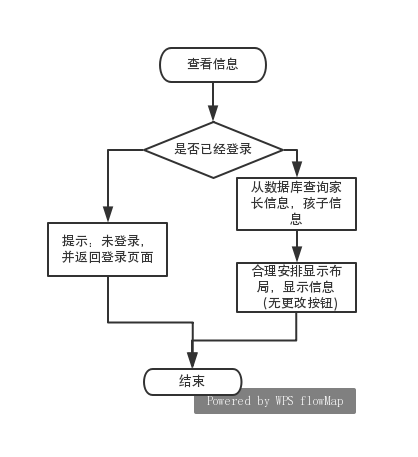 查看信息
是否已经登录
从数据库查询家
长信息，孩子信
息
提示：未登录，
并返回登录页面
合理安排显示布
局，显示信息
（无更改按钮）
结束
Powered by WPS flowMap